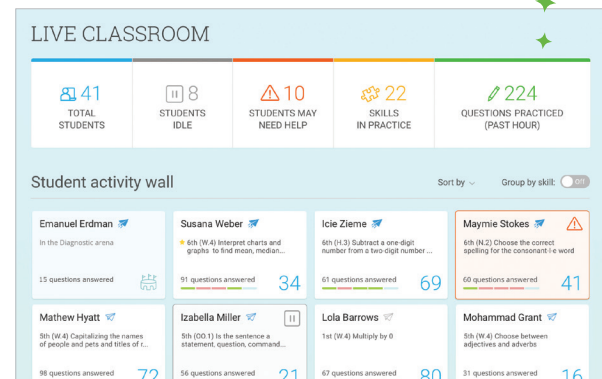 LIVE CLASSROOM
41
TOTAL
STUDENTS
8
STUDENTS
IDLE
10
STUDENTS MAY
NEED HELP
22
SKILLS
IN PRACTICE
224
QUESTIONS PRACTICED
(PAST HOUR)
Student activity wall
Sort by
Group by skill:
Off
Emanuel Erdman
In the Diagnostic arena
15 questions answered
Susana Weber
6th (W.4) Interpret charts and
graphs to find mean, median...
91 questions answered
34
Icie Zieme
6th (H.3) Subtract a one-digit
number from a two-digit number ...
61 questions answered
69
Maymie Stokes
6th (N.2) Choose the correct
spelling for the consonant-l-e word
60 questions answered
41
Mathew Hyatt
5th (W.4) Capitalizing the names
of people and pets and titles of r...
98 questions answered
72
Izabella Miller
5th (OO.1) Is the sentence a
statement, question, command...
56 questions answered
21
Lola Barrows
1st (W.4) Multiply by 0
67 questions answered
80
Mohammad Grant
5th (W.4) Choose between
adjectives and adverbs
31 questions answered
16